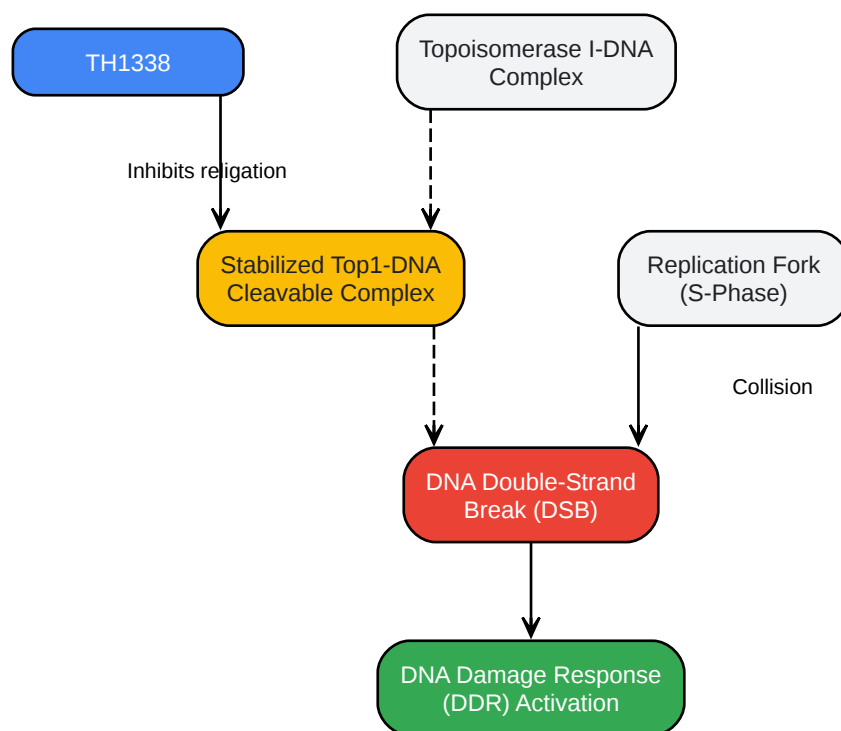 TH1338
Topoisomerase I-DNA
Complex
Inhibits religation
Stabilized Top1-DNA
Cleavable Complex
Replication Fork
(S-Phase)
Collision
DNA Double-Strand
Break (DSB)
DNA Damage Response
(DDR) Activation